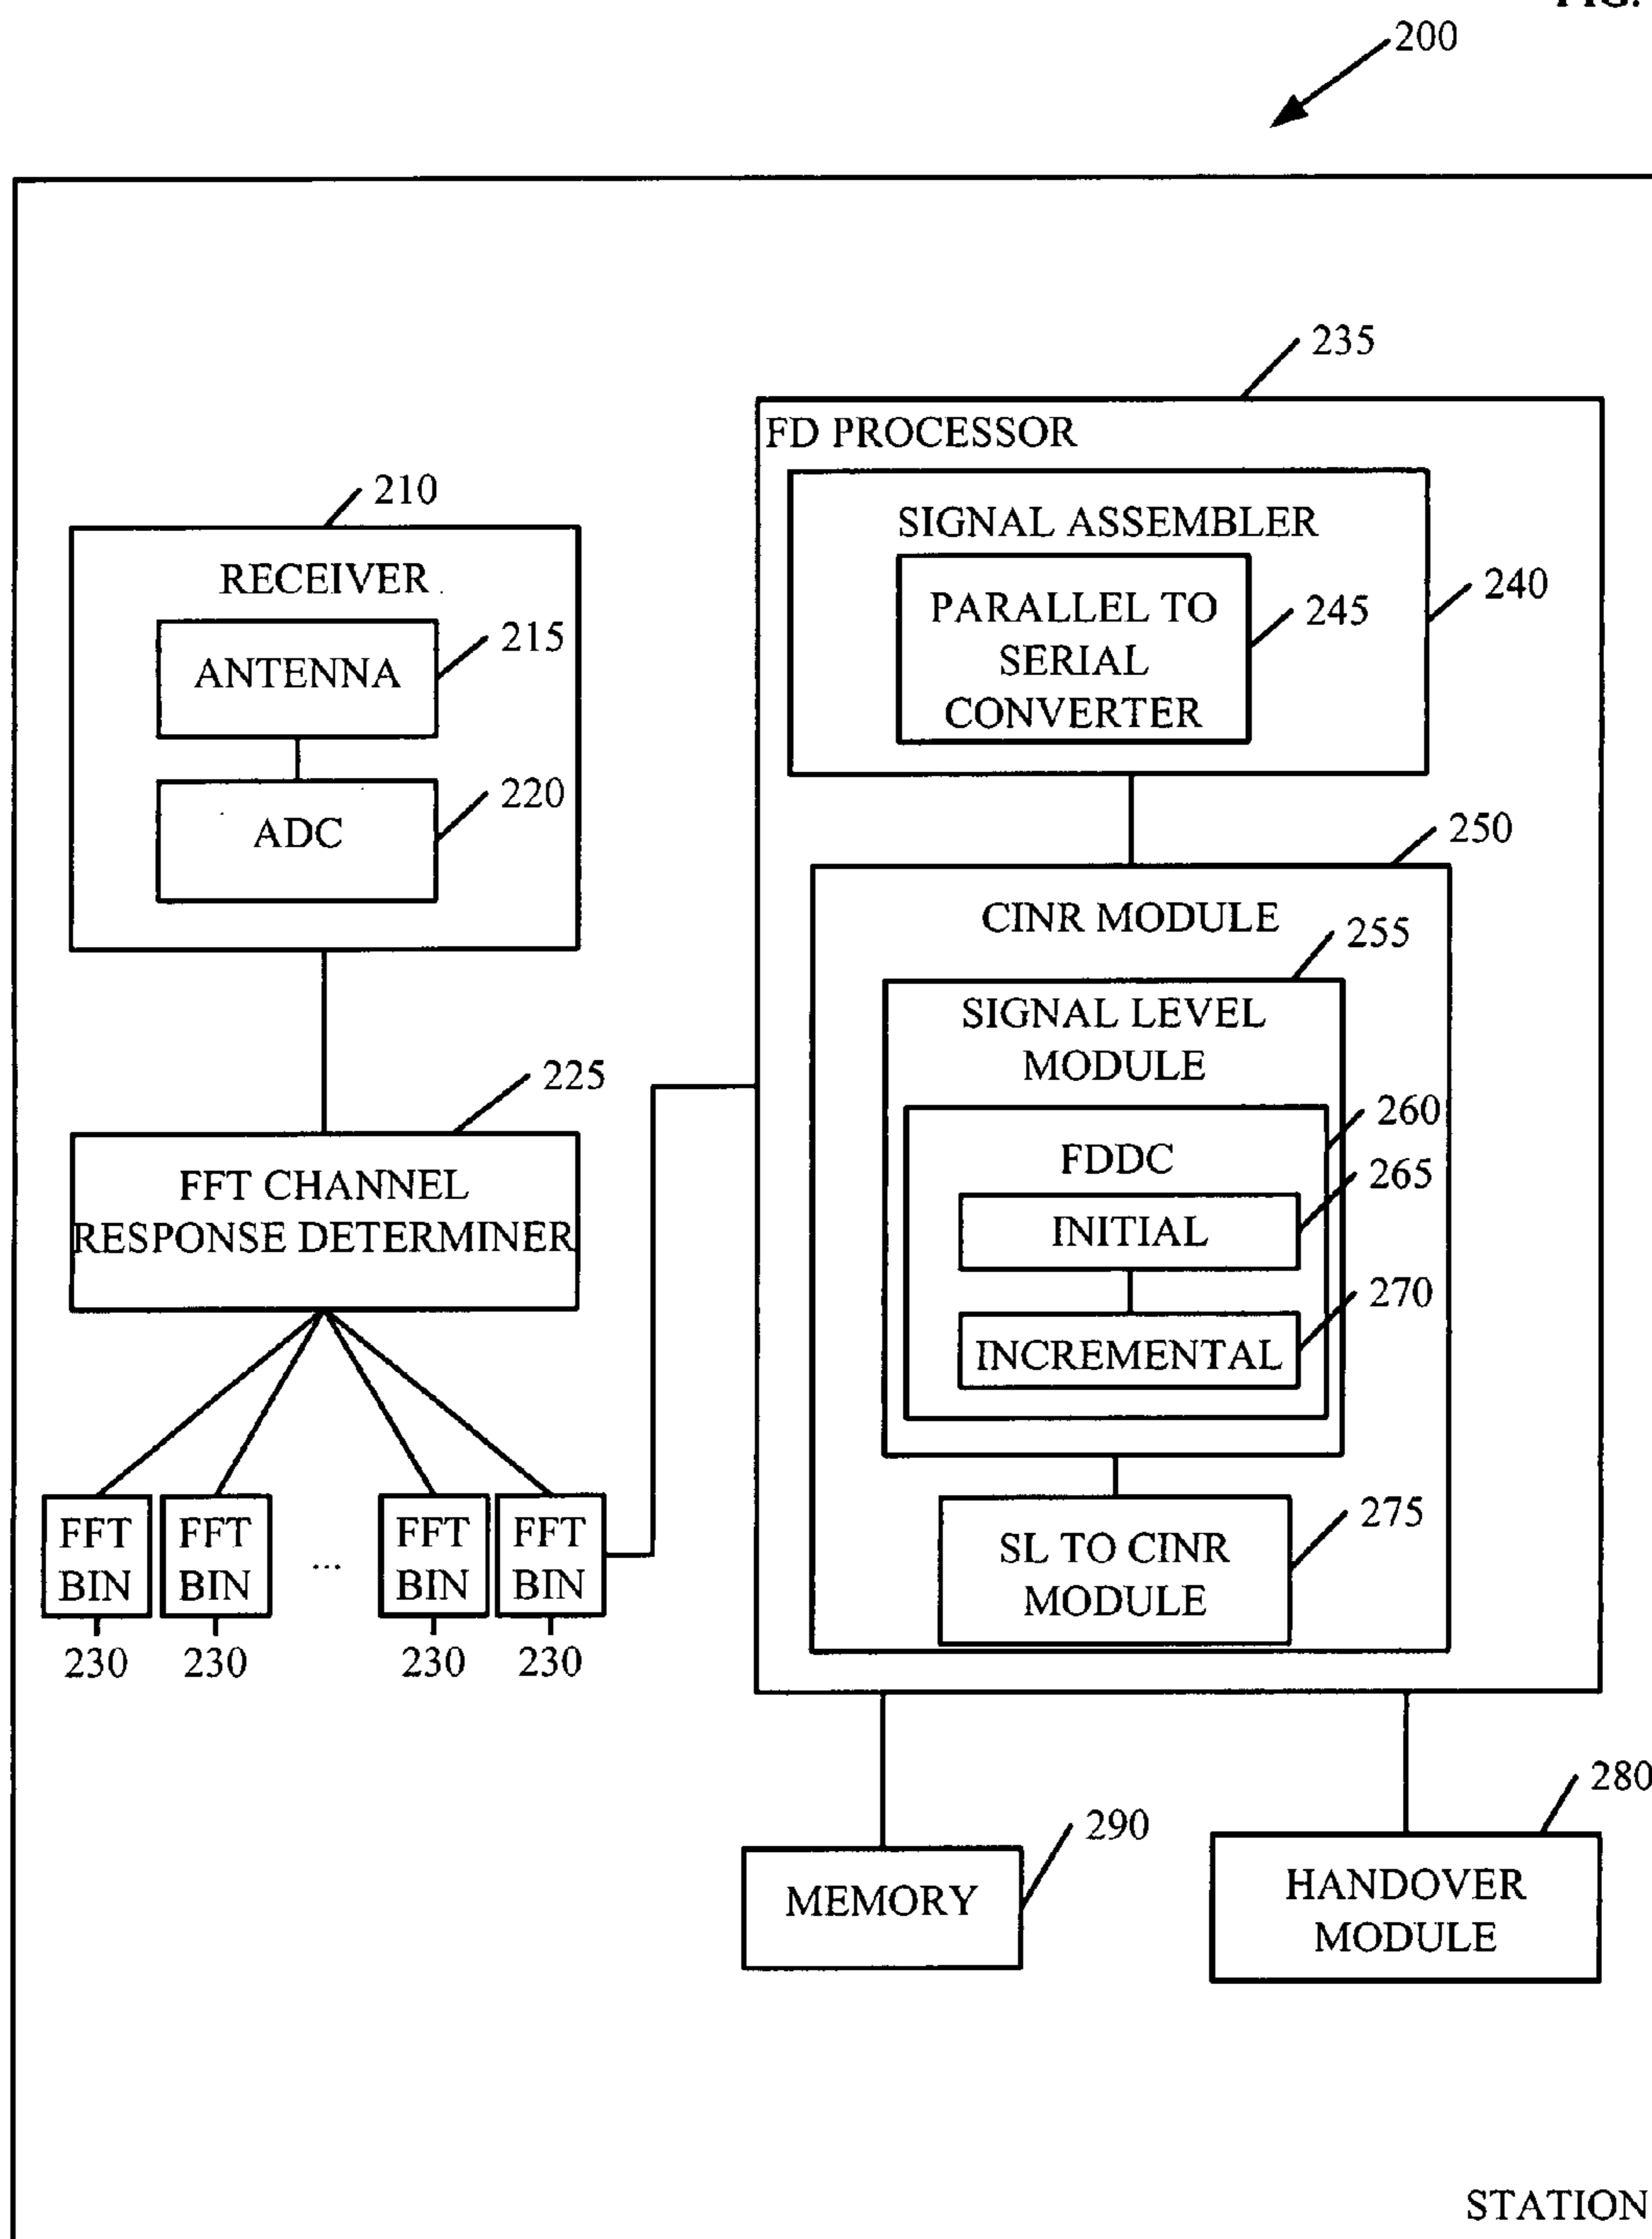 FIG.
200
235
FD PROCESSOR
210
SIGNAL ASSEMBLER
RECEIVER
240
PARALLEL TO
SERIAL
CONVERTER
245
215
ANTENNA
220
ADC
250
CINR MODULE
255
SIGNAL LEVEL
MODULE
225
260
FDDC
265
FFT CHANNEL
RESPONSE DETERMINER
INITIAL
270
INCREMENTAL
275
FFT
BIN
FFT
BIN
...
FFT
BIN
FFT
BIN
SL TO CINR
MODULE
230
230
230
230
280
290
MEMORY
HANDOVER
MODULE
STATION